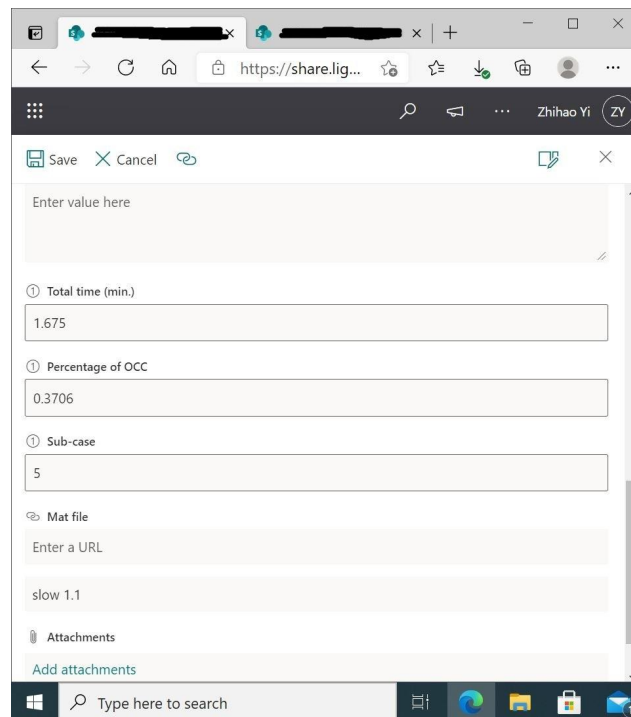 https://share.lig...
Zhihao Yi ZY
Save Cancel
Enter value here
Total time (min.)
1.675
Percentage of OCC
0.3706
Sub-case
5
Mat file
Enter a URL
slow 1.1
Attachments
Add attachments
Type here to search